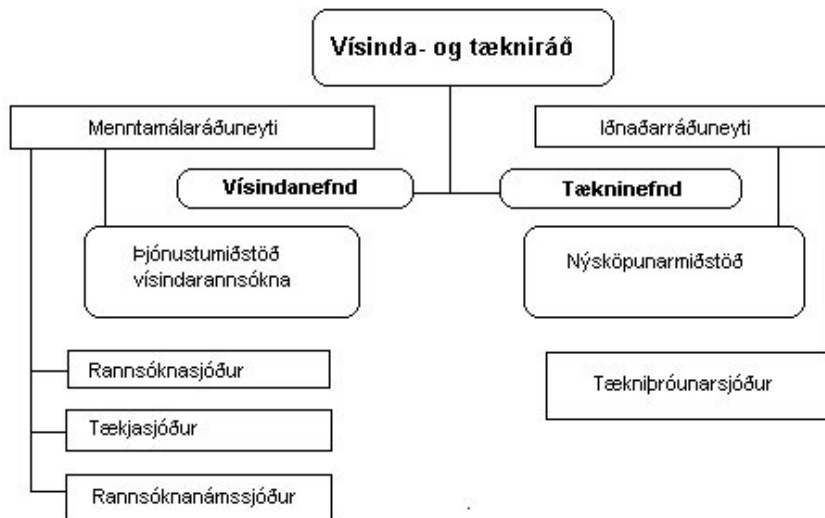 Vísinda- og tækniráð
Menntamálaráðuneyti
Iðnaðarráðuneyti
Vísindanefnd
Tækninefnd
Þjónustumiðstöð
vísindarannsókna
Nýsköpunarmiðstöð
Rannsóknasjóður
Tækniþróunarsjóður
Tækjasjóður
Rannsóknanámssjóður